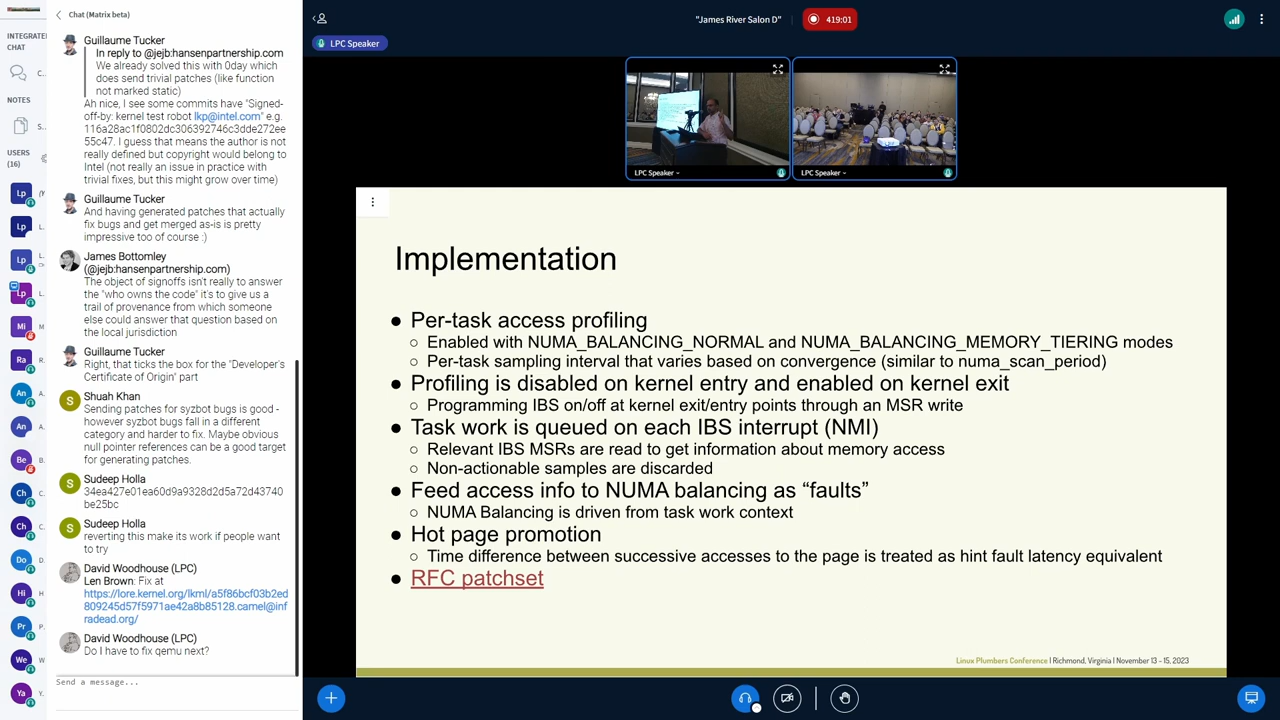 Chat (Matrix beta)
INTEGRATE
CHAT
C.
NOTES
S..
USERS
(16)
Lp
L.
Lp
L.
Lp
L.
Lp
L.
Mi
M
Ra
R.
An
A.
An
A.
Be
B.
Ch
C.
Ch
C.
Do
D.
Hi
H.
Pr
P..
We
W
Ya
Y.
Guillaume Tucker
In reply to @jejb:hansenpartnership.com
We already solved this with 0day which
does send trivial patches (like function
not marked static)
Ah nice, I see some commits have "Signed-
off-by: kernel test robot lkp@intel.com" e.g.
116a28ac1f0802dc306392746c3dde272ee
55c47. I guess that means the author is not
really defined but copyright would belong to
Intel (not really an issue in practice with
trivial fixes, but this might grow over time)
Guillaume Tucker
And having generated patches that actually
fix bugs and get merged as-is is pretty
impressive too of course :)
James Bottomley
(@jejb:hansenpartnership.com)
The object of signoffs isn't really to answer
the "who owns the code" it's to give us a
trail of provenance from which someone
else could answer that question based on
the local jurisdiction
Guillaume Tucker
Right, that ticks the box for the "Developer's
Certificate of Origin" part
S
Shuah Khan
Sending patches for syzbot bugs is good -
however syzbot bugs fall in a different
category and harder to fix. Maybe obvious
null pointer references can be a good target
for generating patches.
S
Sudeep Holla
34ea427e01ea60d9a9328d2d5a72d43740
be25bc
S
Sudeep Holla
reverting this make its work if people want
to try
David Woodhouse (LPC)
Len Brown: Fix at
https://lore.kernel.org/lkml/a5f86bcf03b2ed
809245d57f5971ae42a8b85128.camel@inf
radead.org/
David Woodhouse (LPC)
Do I have to fix qemu next?
Send a message...
"James River Salon D"
419:01
LPC Speaker
LPC Speaker
LPC Speaker
Implementation
● Per-task access profiling
○ Enabled with NUMA_BALANCING_NORMAL and NUMA_BALANCING_MEMORY_TIERING modes
○ Per-task sampling interval that varies based on convergence (similar to numa_scan_period)
● Profiling is disabled on kernel entry and enabled on kernel exit
○ Programming IBS on/off at kernel exit/entry points through an MSR write
● Task work is queued on each IBS interrupt (NMI)
○ Relevant IBS MSRs are read to get information about memory access
○ Non-actionable samples are discarded
● Feed access info to NUMA balancing as “faults”
○ NUMA Balancing is driven from task work context
● Hot page promotion
○ Time difference between successive accesses to the page is treated as hint fault latency equivalent
● RFC patchset
Linux Plumbers Conference | Richmond, Virginia | November 13 - 15, 2023